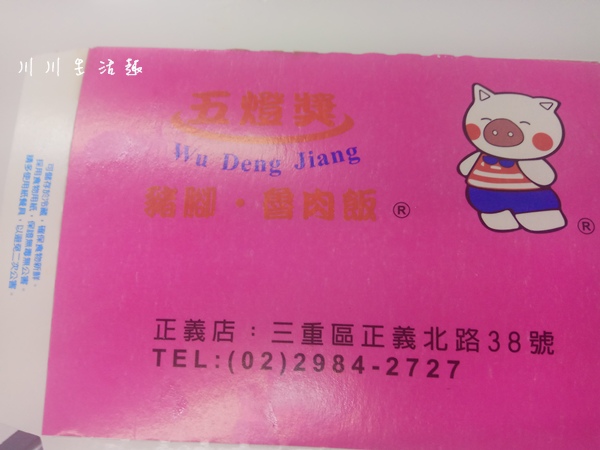 川川生活趣
五燈獎
Wu Deng Jiang
豬腳・魯肉飯®
®
正義店：三重區正義北路38號
TEL:(02)2984-2727